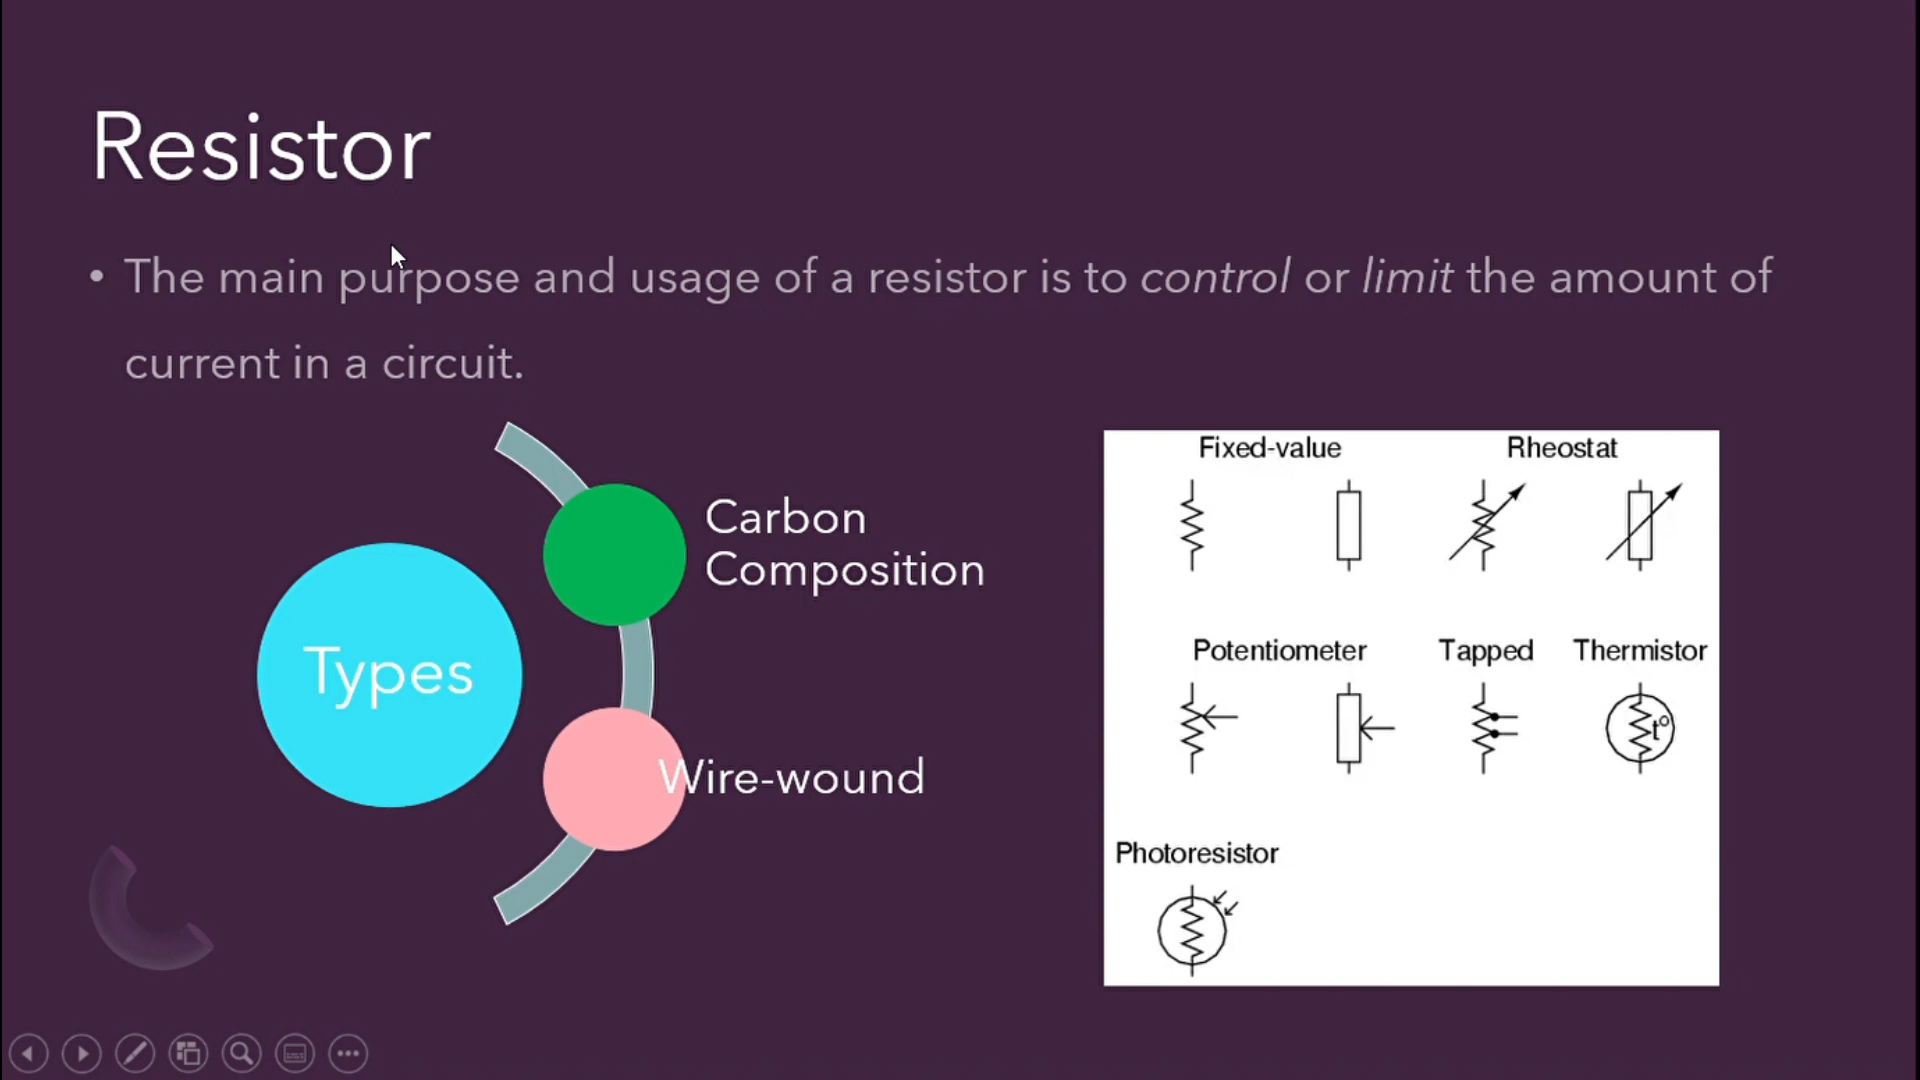 Resistor
• The main purpose and usage of a resistor is to control or limit the amount of
current in a circuit.
Types
Carbon
Composition
Wire-wound
Fixed-value
Rheostat
Potentiometer
Tapped
Thermistor
t°
Photoresistor